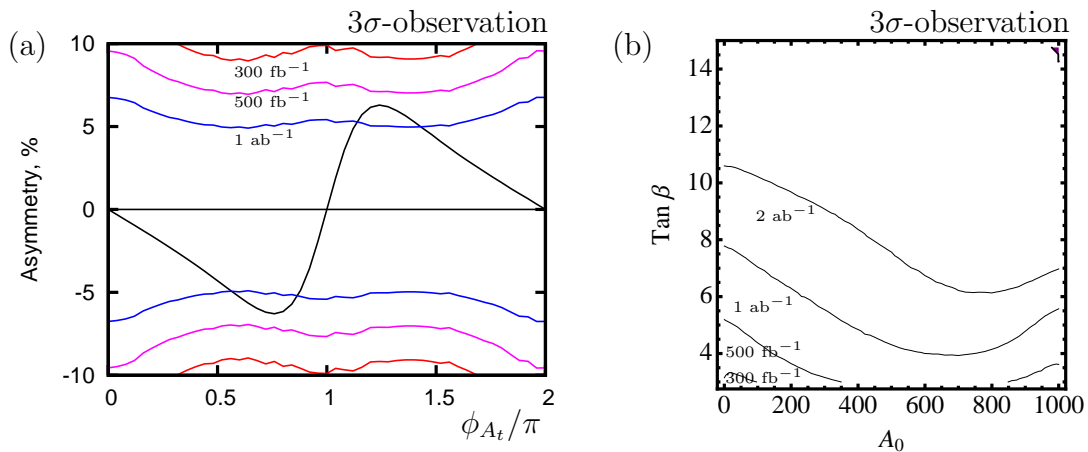 (a)
3σ-observation
Asymmetry, %
10
5
0
-5
-10
300 fb⁻¹
500 fb⁻¹
1 ab⁻¹
0
0.5
1
1.5
2
ϕ_{A_t}/π
(b)
3σ-observation
Tan β
14
12
10
8
6
4
2 ab⁻¹
1 ab⁻¹
500 fb⁻¹
300 fb⁻¹
0
200
400
600
800
1000
A₀